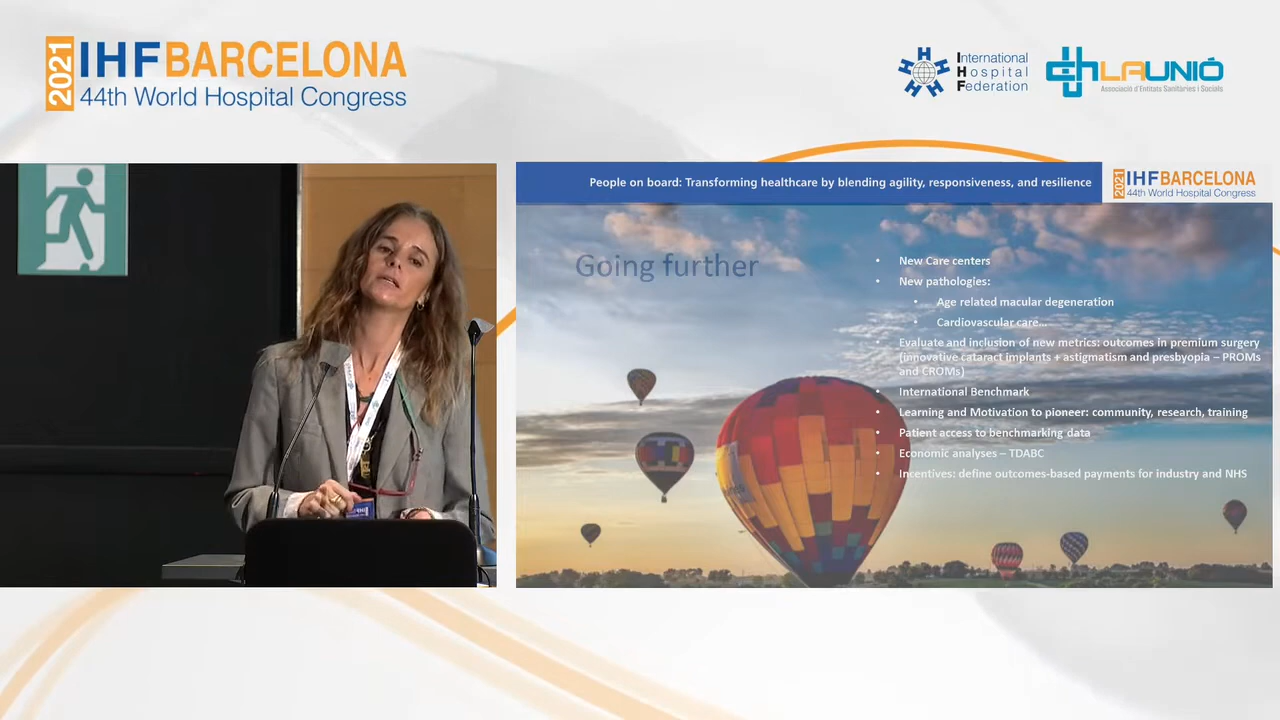 2021 IHF BARCELONA
44th World Hospital Congress
International
Hospital
Federation
LA UNIÓ
Associació d'Entitats Sanitàries i Socials
People on board: Transforming healthcare by blending agility, responsiveness, and resilience
2021 IHF BARCELONA
44th World Hospital Congress
Going further
• New Care centers
• New pathologies:
• Age related macular degeneration
• Cardiovascular care...
• Evaluate and inclusion of new metrics: outcomes in premium surgery
(innovative cataract implants + astigmatism and presbyopia – PROMs
and CROMs)
• International Benchmark
• Learning and Motivation to pioneer: community, research, training
• Patient access to benchmarking data
• Economic analyses – TDABC
• Incentives: define outcomes-based payments for industry and NHS